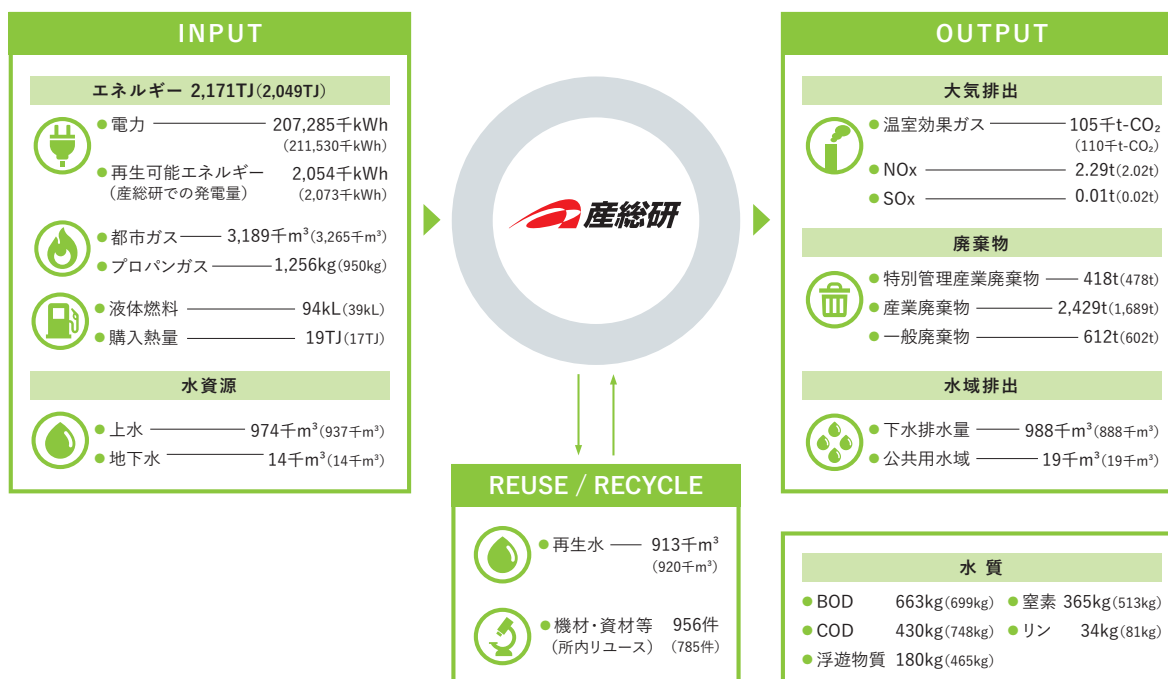 INPUT
エネルギー 2,171TJ(2,049TJ)
電力 207,285千kWh
(211,530千kWh)
再生可能エネルギー 2,054千kWh
(産総研での発電量) (2,073千kWh)
都市ガス 3,189千m³(3,265千m³)
プロパンガス 1,256kg(950kg)
液体燃料 94kL(39kL)
購入熱量 19TJ(17TJ)
水資源
上水 974千m³(937千m³)
地下水 14千m³(14千m³)
産総研
REUSE / RECYCLE
再生水 913千m³
(920千m³)
機材・資材等 956件
(所内リユース) (785件)
OUTPUT
大気排出
温室効果ガス 105千t-CO₂
(110千t-CO₂)
NOx 2.29t(2.02t)
SOx 0.01t(0.02t)
廃棄物
特別管理産業廃棄物 418t(478t)
産業廃棄物 2,429t(1,689t)
一般廃棄物 612t(602t)
水域排出
下水排水量 988千m³(888千m³)
公共用水域 19千m³(19千m³)
水 質
BOD 663kg(699kg) 窒素 365kg(513kg)
COD 430kg(748kg) リン 34kg(81kg)
浮遊物質 180kg(465kg)